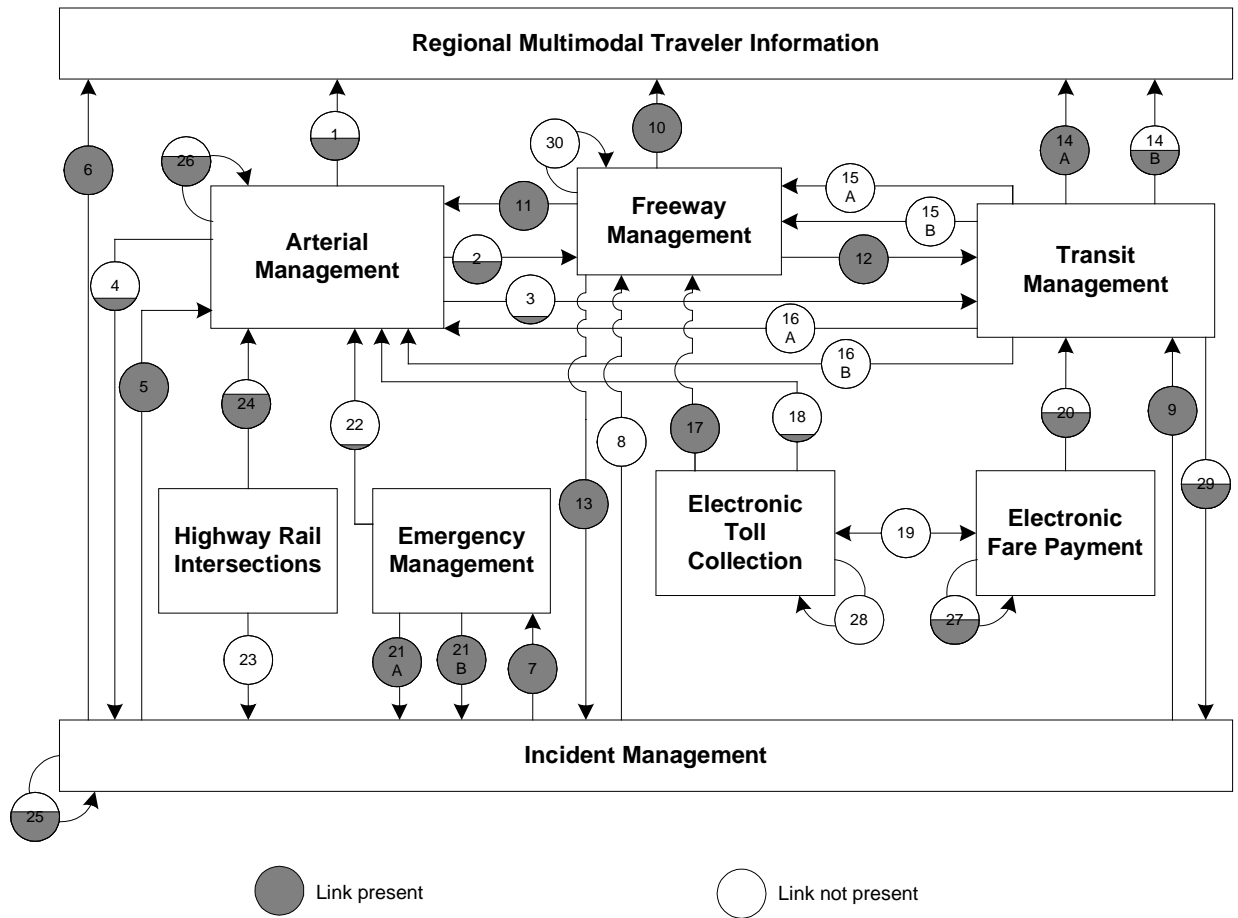 Regional Multimodal Traveler Information
1
10
14
A
14
B
6
26
30
15
A
11
Freeway
Management
15
B
Arterial
Management
2
12
Transit
Management
4
3
16
A
16
B
5
24
22
8
17
18
20
9
13
29
Highway Rail
Intersections
Emergency
Management
Electronic
Toll
Collection
19
Electronic
Fare Payment
28
27
23
21
A
21
B
7
Incident Management
25
Link present
Link not present